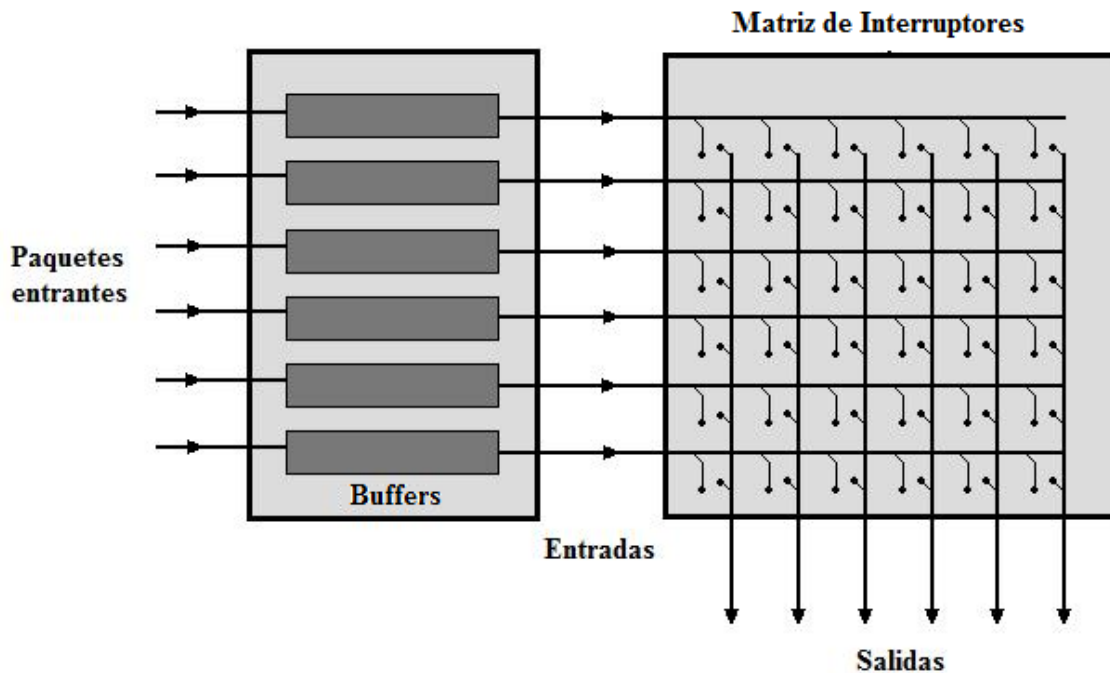 Matriz de Interruptores
Paquetes
entrantes
Buffers
Entradas
Salidas